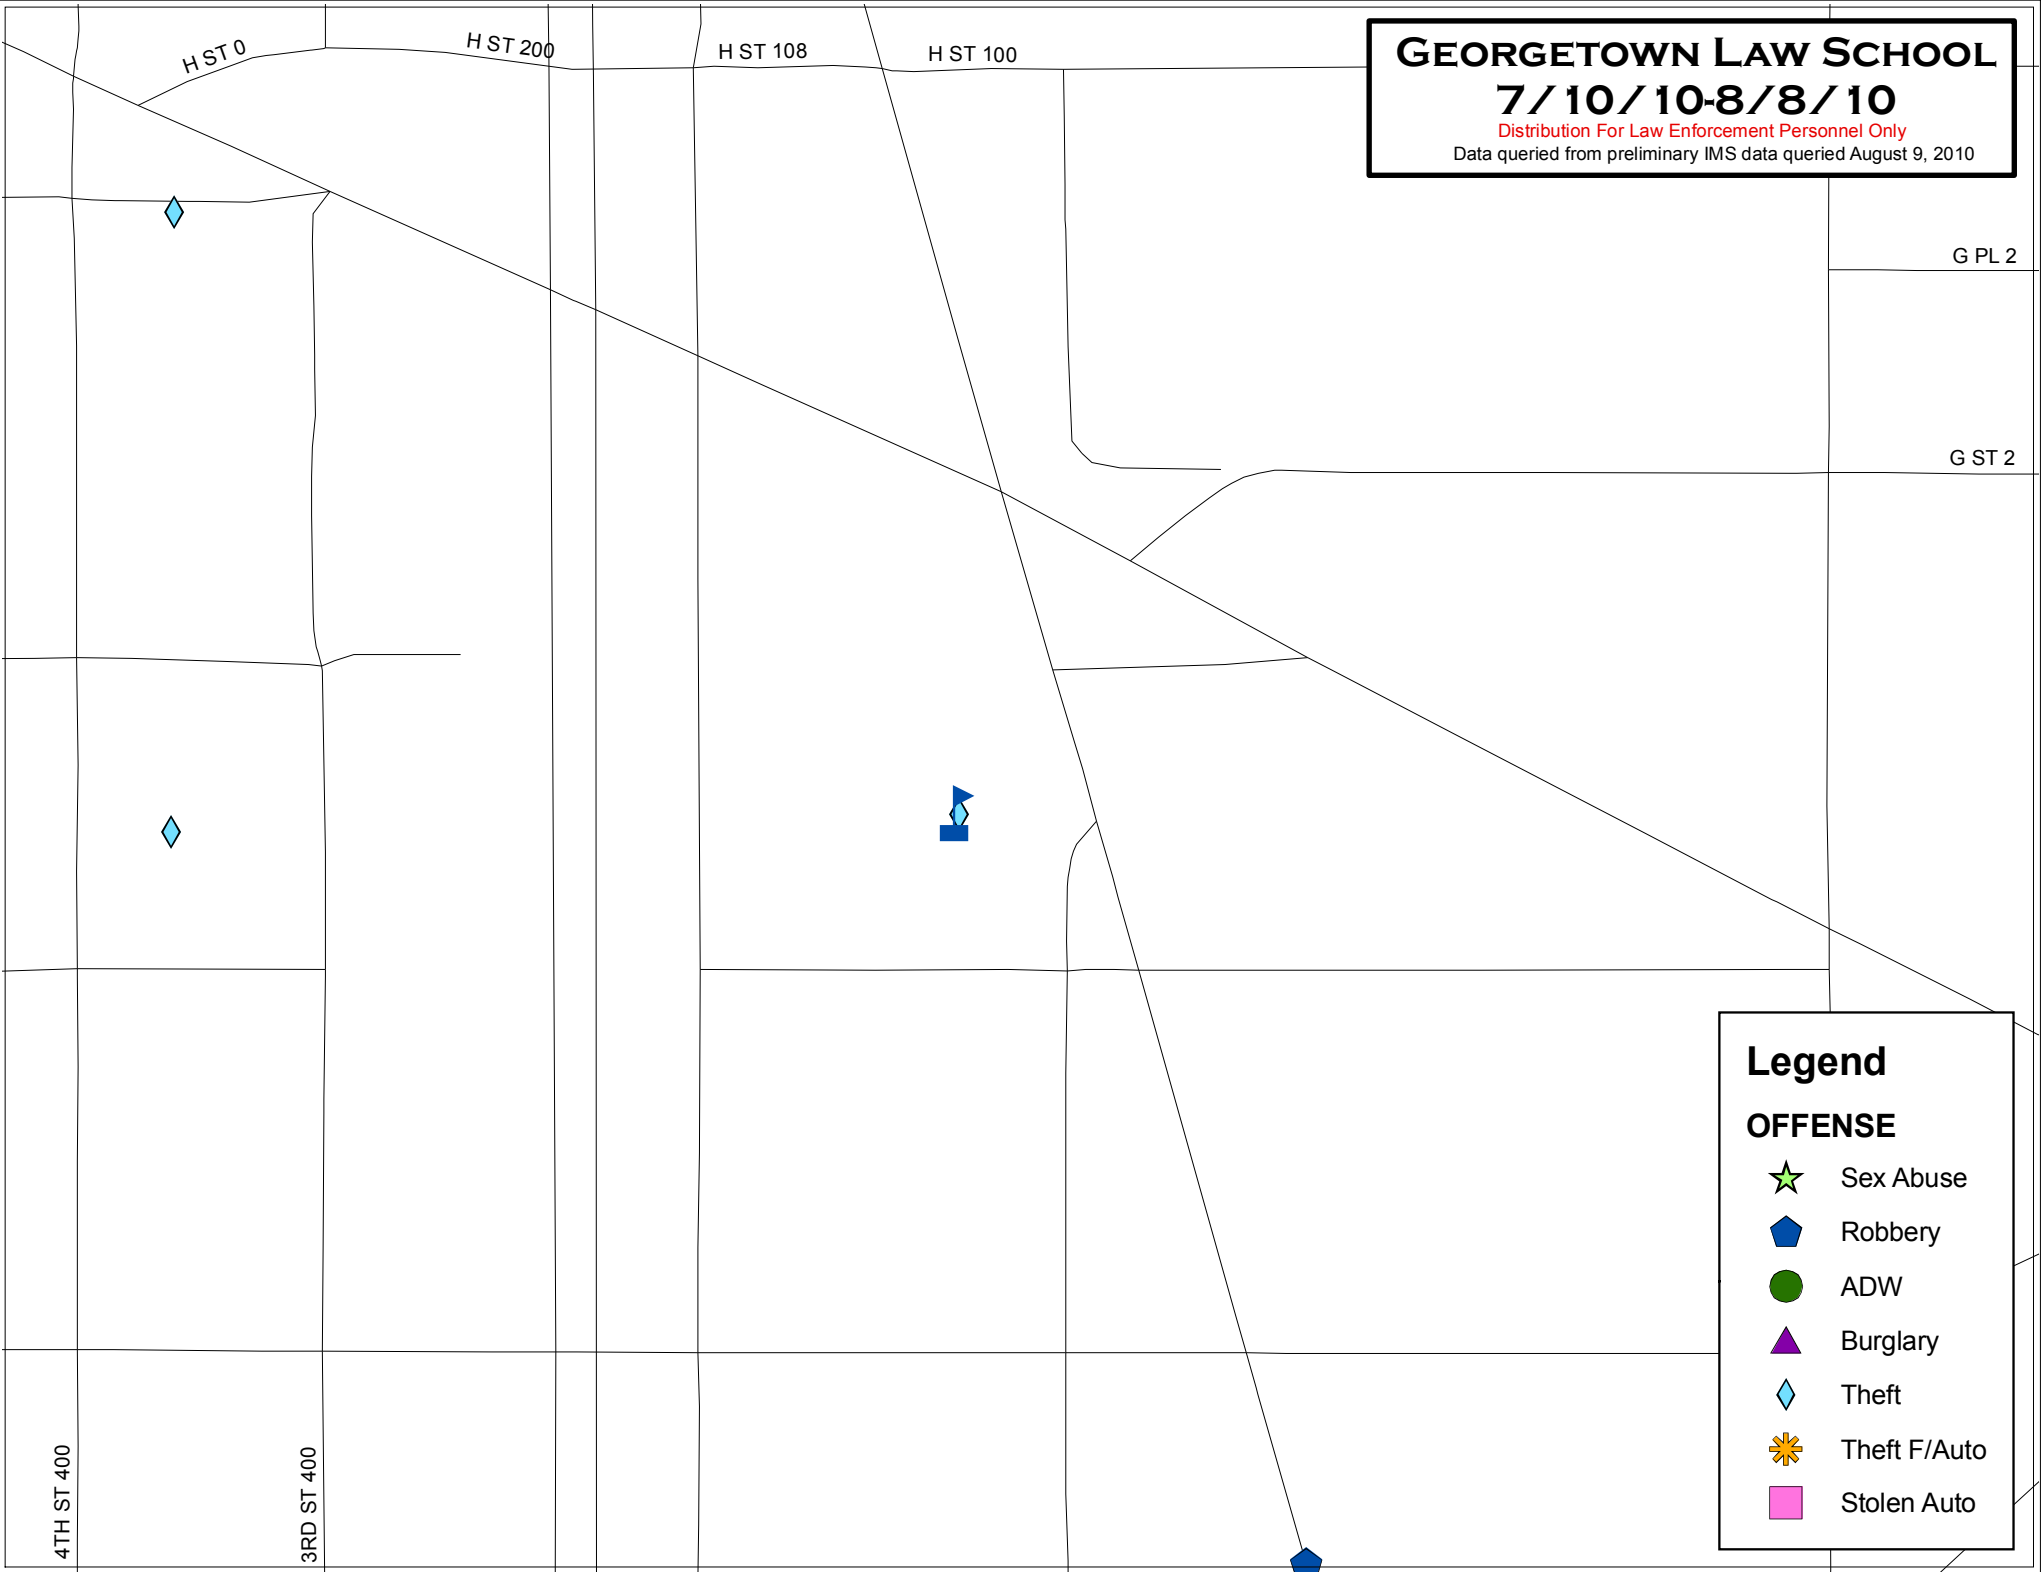 GEORGETOWN LAW SCHOOL
7/10/10-8/8/10
Distribution For Law Enforcement Personnel Only
Data queried from preliminary IMS data queried August 9, 2010
H ST 0
H ST 200
H ST 108
H ST 100
G PL 2
G ST 2
4TH ST 400
3RD ST 400
Legend
OFFENSE
Sex Abuse
Robbery
ADW
Burglary
Theft
Theft F/Auto
Stolen Auto